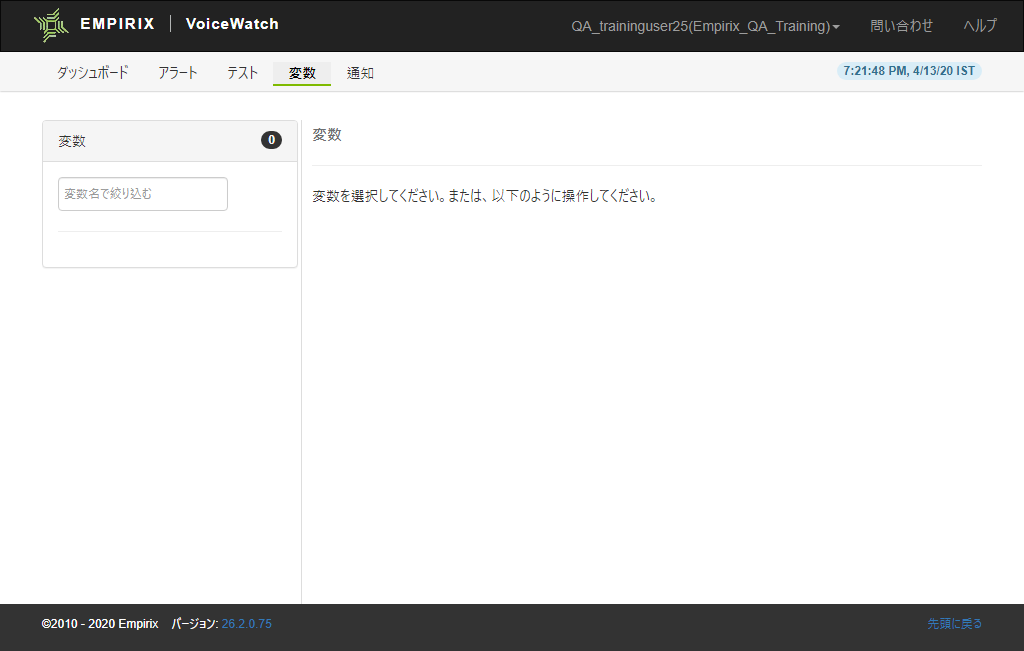 EMPIRIX | VoiceWatch QA_traininguser25(Empirix_QA_Training) 問い合わせ ヘルプ
ダッシュボード アラート テスト 変数 通知 7:21:48 PM, 4/13/20 IST
変数 0
変数名で絞り込む
変数
変数を選択してください。または、以下のように操作してください。
©2010 - 2020 Empirix バージョン: 26.2.0.75 先頭に戻る